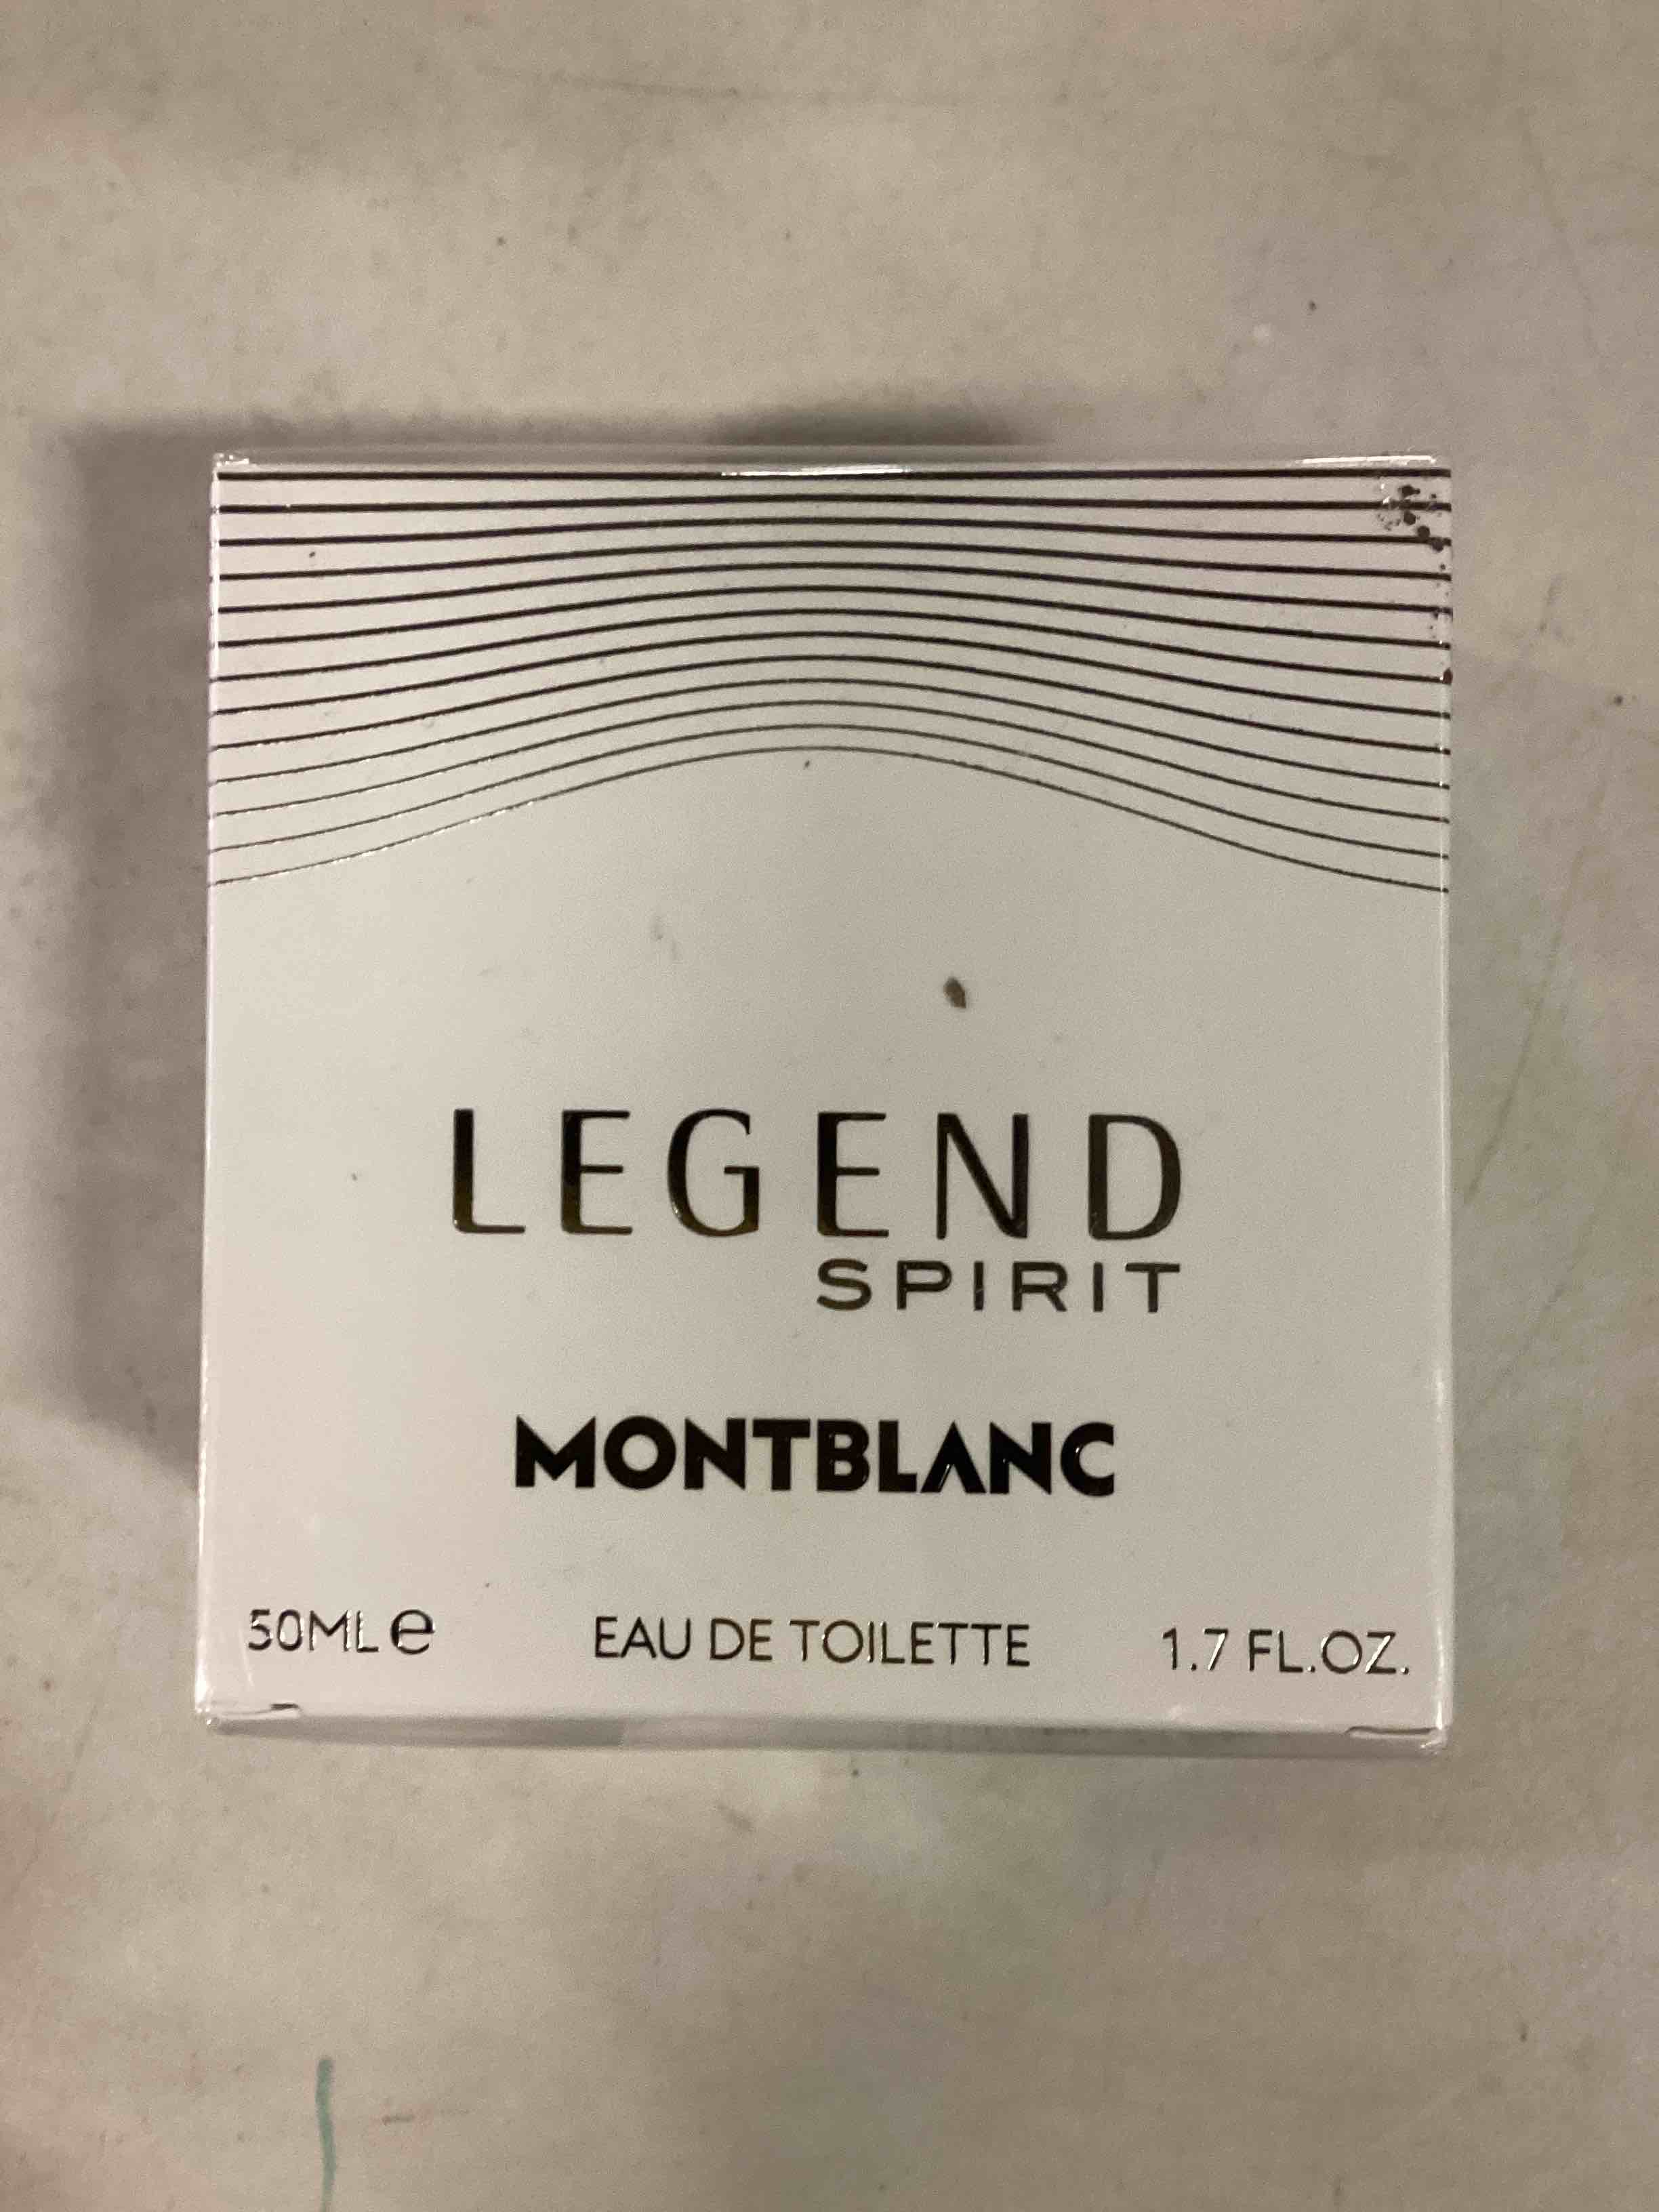 LEGEND
SPIRIT
MONTBLANC
50ML e EAU DE TOILETTE 1.7 FL.OZ.